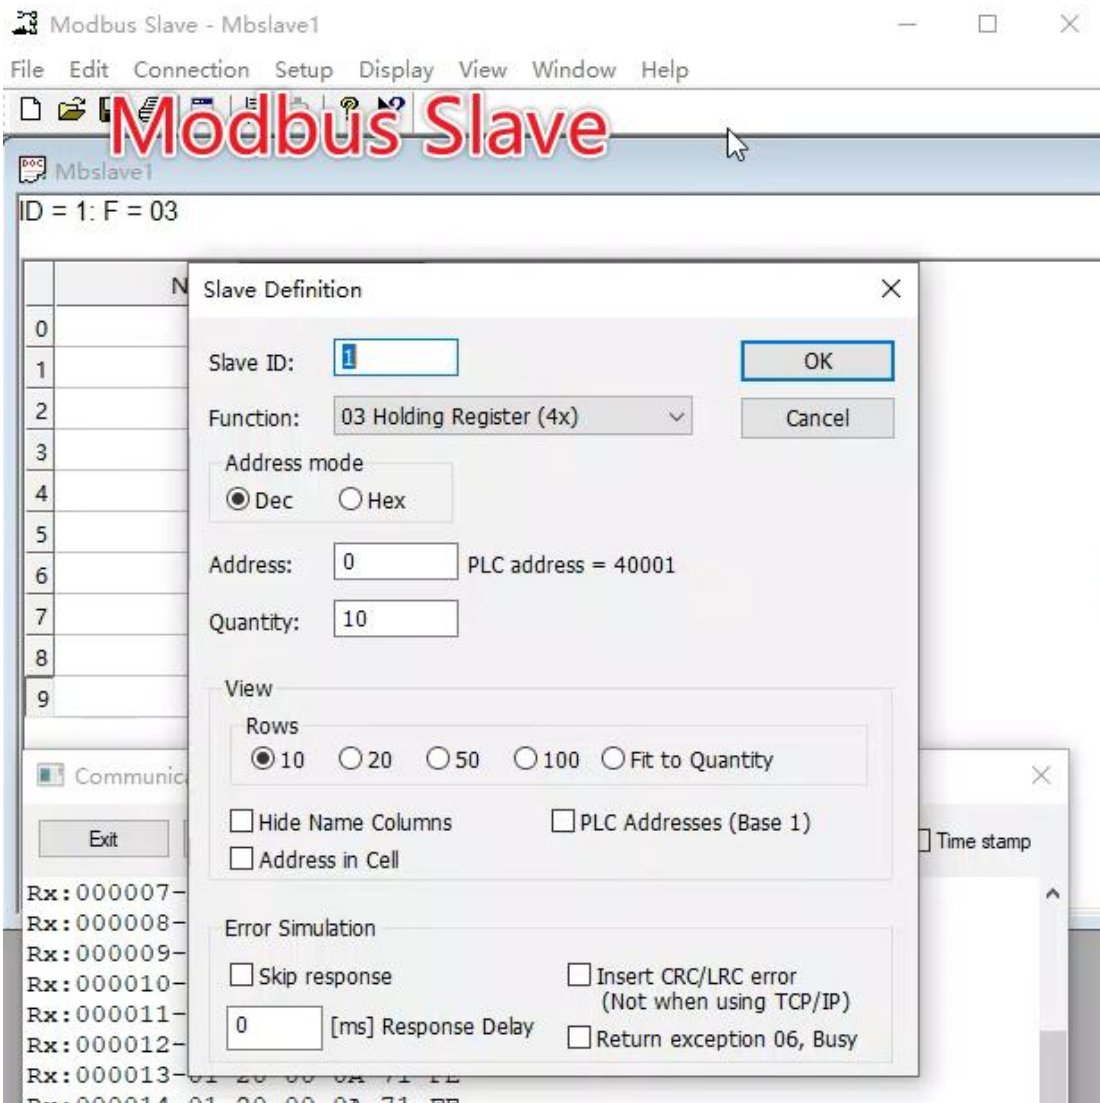 Modbus Slave - Mbslave1
File Edit Connection Setup Display View Window Help
Modbus Slave
Mbslave1
ID = 1: F = 03
N
0
1
2
3
4
5
6
7
8
9
Slave Definition
Slave ID: 1
OK
Function: 03 Holding Register (4x)
Cancel
Address mode
Dec Hex
Address: 0 PLC address = 40001
Quantity: 10
View
Rows
10 20 50 100 Fit to Quantity
Hide Name Columns PLC Addresses (Base 1)
Address in Cell
Error Simulation
Skip response Insert CRC/LRC error
(Not when using TCP/IP)
0 [ms] Response Delay
Return exception 06, Busy
Communic
Exit Time stamp
Rx:000007-
Rx:000008-
Rx:000009-
Rx:000010-
Rx:000011-
Rx:000012-
Rx:000013-